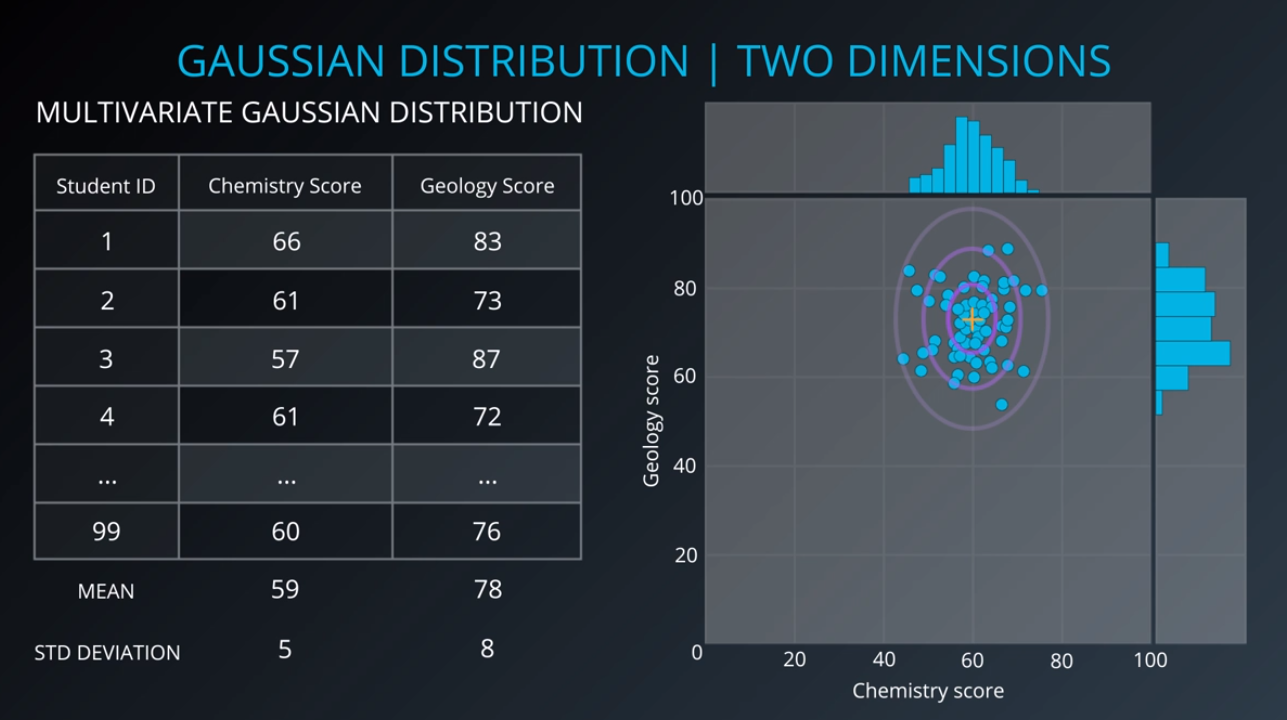 GAUSSIAN DISTRIBUTION | TWO DIMENSIONS
MULTIVARIATE GAUSSIAN DISTRIBUTION
Student ID Chemistry Score Geology Score
1 66 83
2 61 73
3 57 87
4 61 72
... ... ...
99 60 76
MEAN 59 78
STD DEVIATION 5 8
100
80
60
40
20
0
Geology score
20 40 60 80 100
Chemistry score